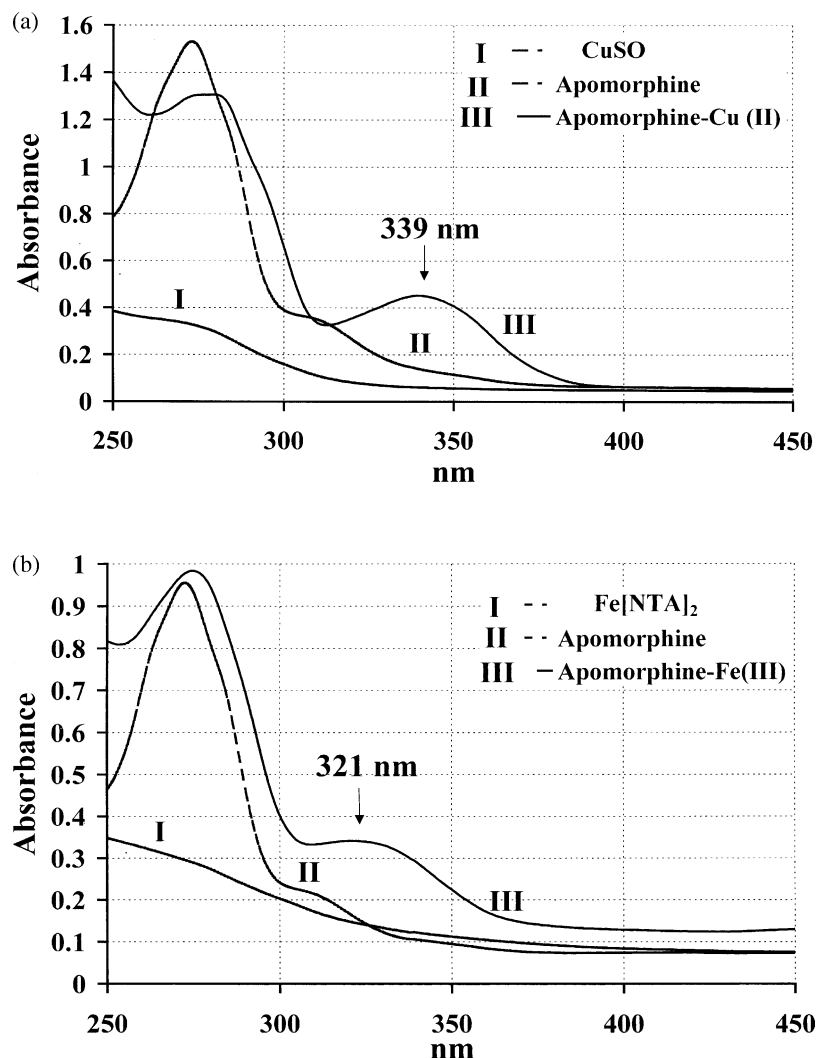 (a)
1.6
1.4
1.2
1
0.8
0.6
0.4
0.2
0
Absorbance
I -- CuSO
II -- Apomorphine
III — Apomorphine-Cu (II)
339 nm
I
II
III
250 300 350 400 450
nm
(b)
1
0.9
0.8
0.7
0.6
0.5
0.4
0.3
0.2
0.1
0
Absorbance
I -- Fe[NTA]₂
II -- Apomorphine
III — Apomorphine-Fe(III)
321 nm
I
II
III
250 300 350 400 450
nm